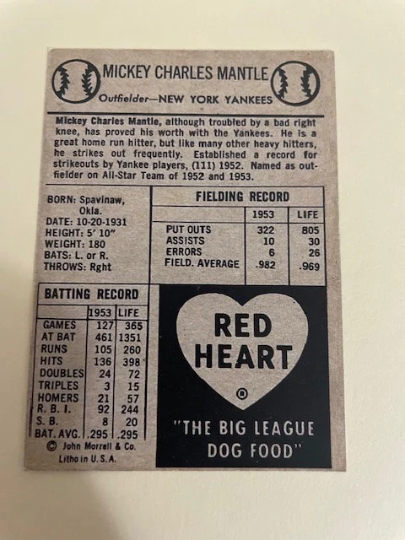 MICKEY CHARLES MANTLE
Outfielder—NEW YORK YANKEES
Mickey Charles Mantle, although troubled by a bad right
knee, has proved his worth with the Yankees. He is a
great home run hitter, but like many other heavy hitters,
he strikes out frequently. Established a record for
strikeouts by Yankee players, (111) 1952. Named as out-
fielder on All-Star Team of 1952 and 1953.
BORN: Spavinaw,
Okla.
DATE: 10-20-1931
HEIGHT: 5' 10"
WEIGHT: 180
BATS: L. or R.
THROWS: Rght
FIELDING RECORD
1953 LIFE
PUT OUTS 322 805
ASSISTS 10 30
ERRORS 6 26
FIELD. AVERAGE .982 .969
BATTING RECORD
1953 LIFE
GAMES 127 365
AT BAT 461 1351
RUNS 105 260
HITS 136 398
DOUBLES 24 72
TRIPLES 3 15
HOMERS 21 57
R. B. I. 92 244
S. B. 8 20
BAT. AVG. .295 .295
© John Morrell & Co.
Litho in U. S. A.
RED
HEART
"THE BIG LEAGUE
DOG FOOD"